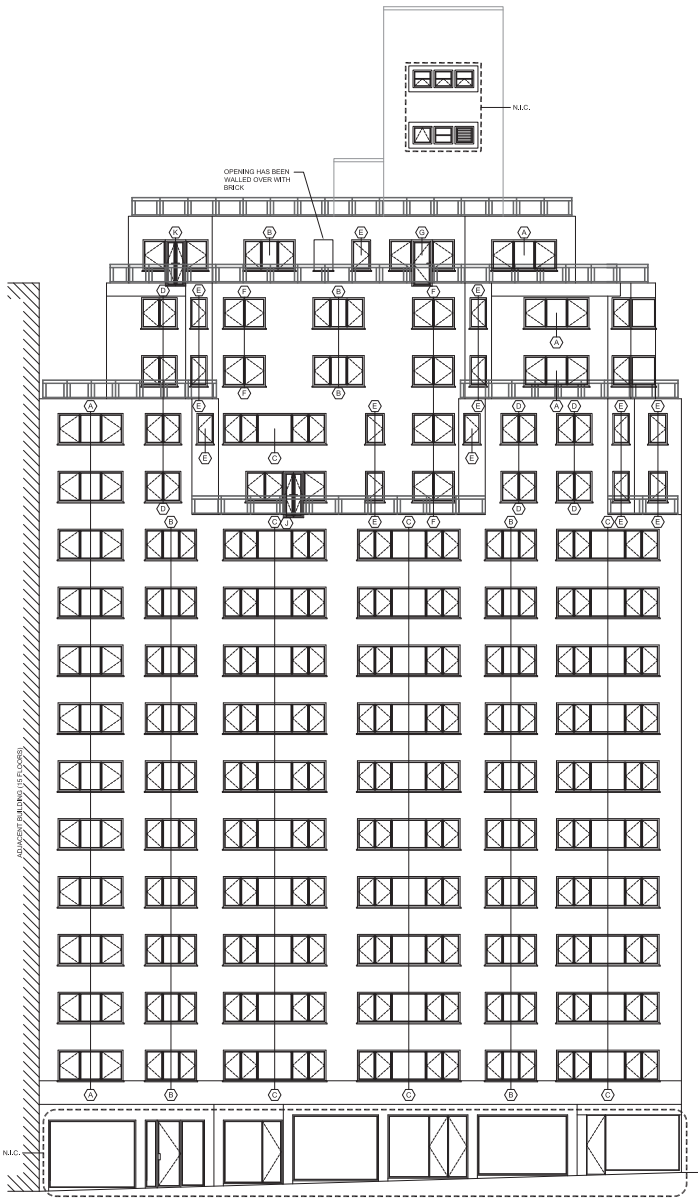 N.I.C.
OPENING HAS BEEN
WALLED OVER WITH
BRICK
K B E G A
D E F B F E
A
F B
A E E E A D E E
E C E
D D D
B C J E C F B C E E
ADJACENT BUILDING (15 FLOORS)
A B C C B C
N.I.C.